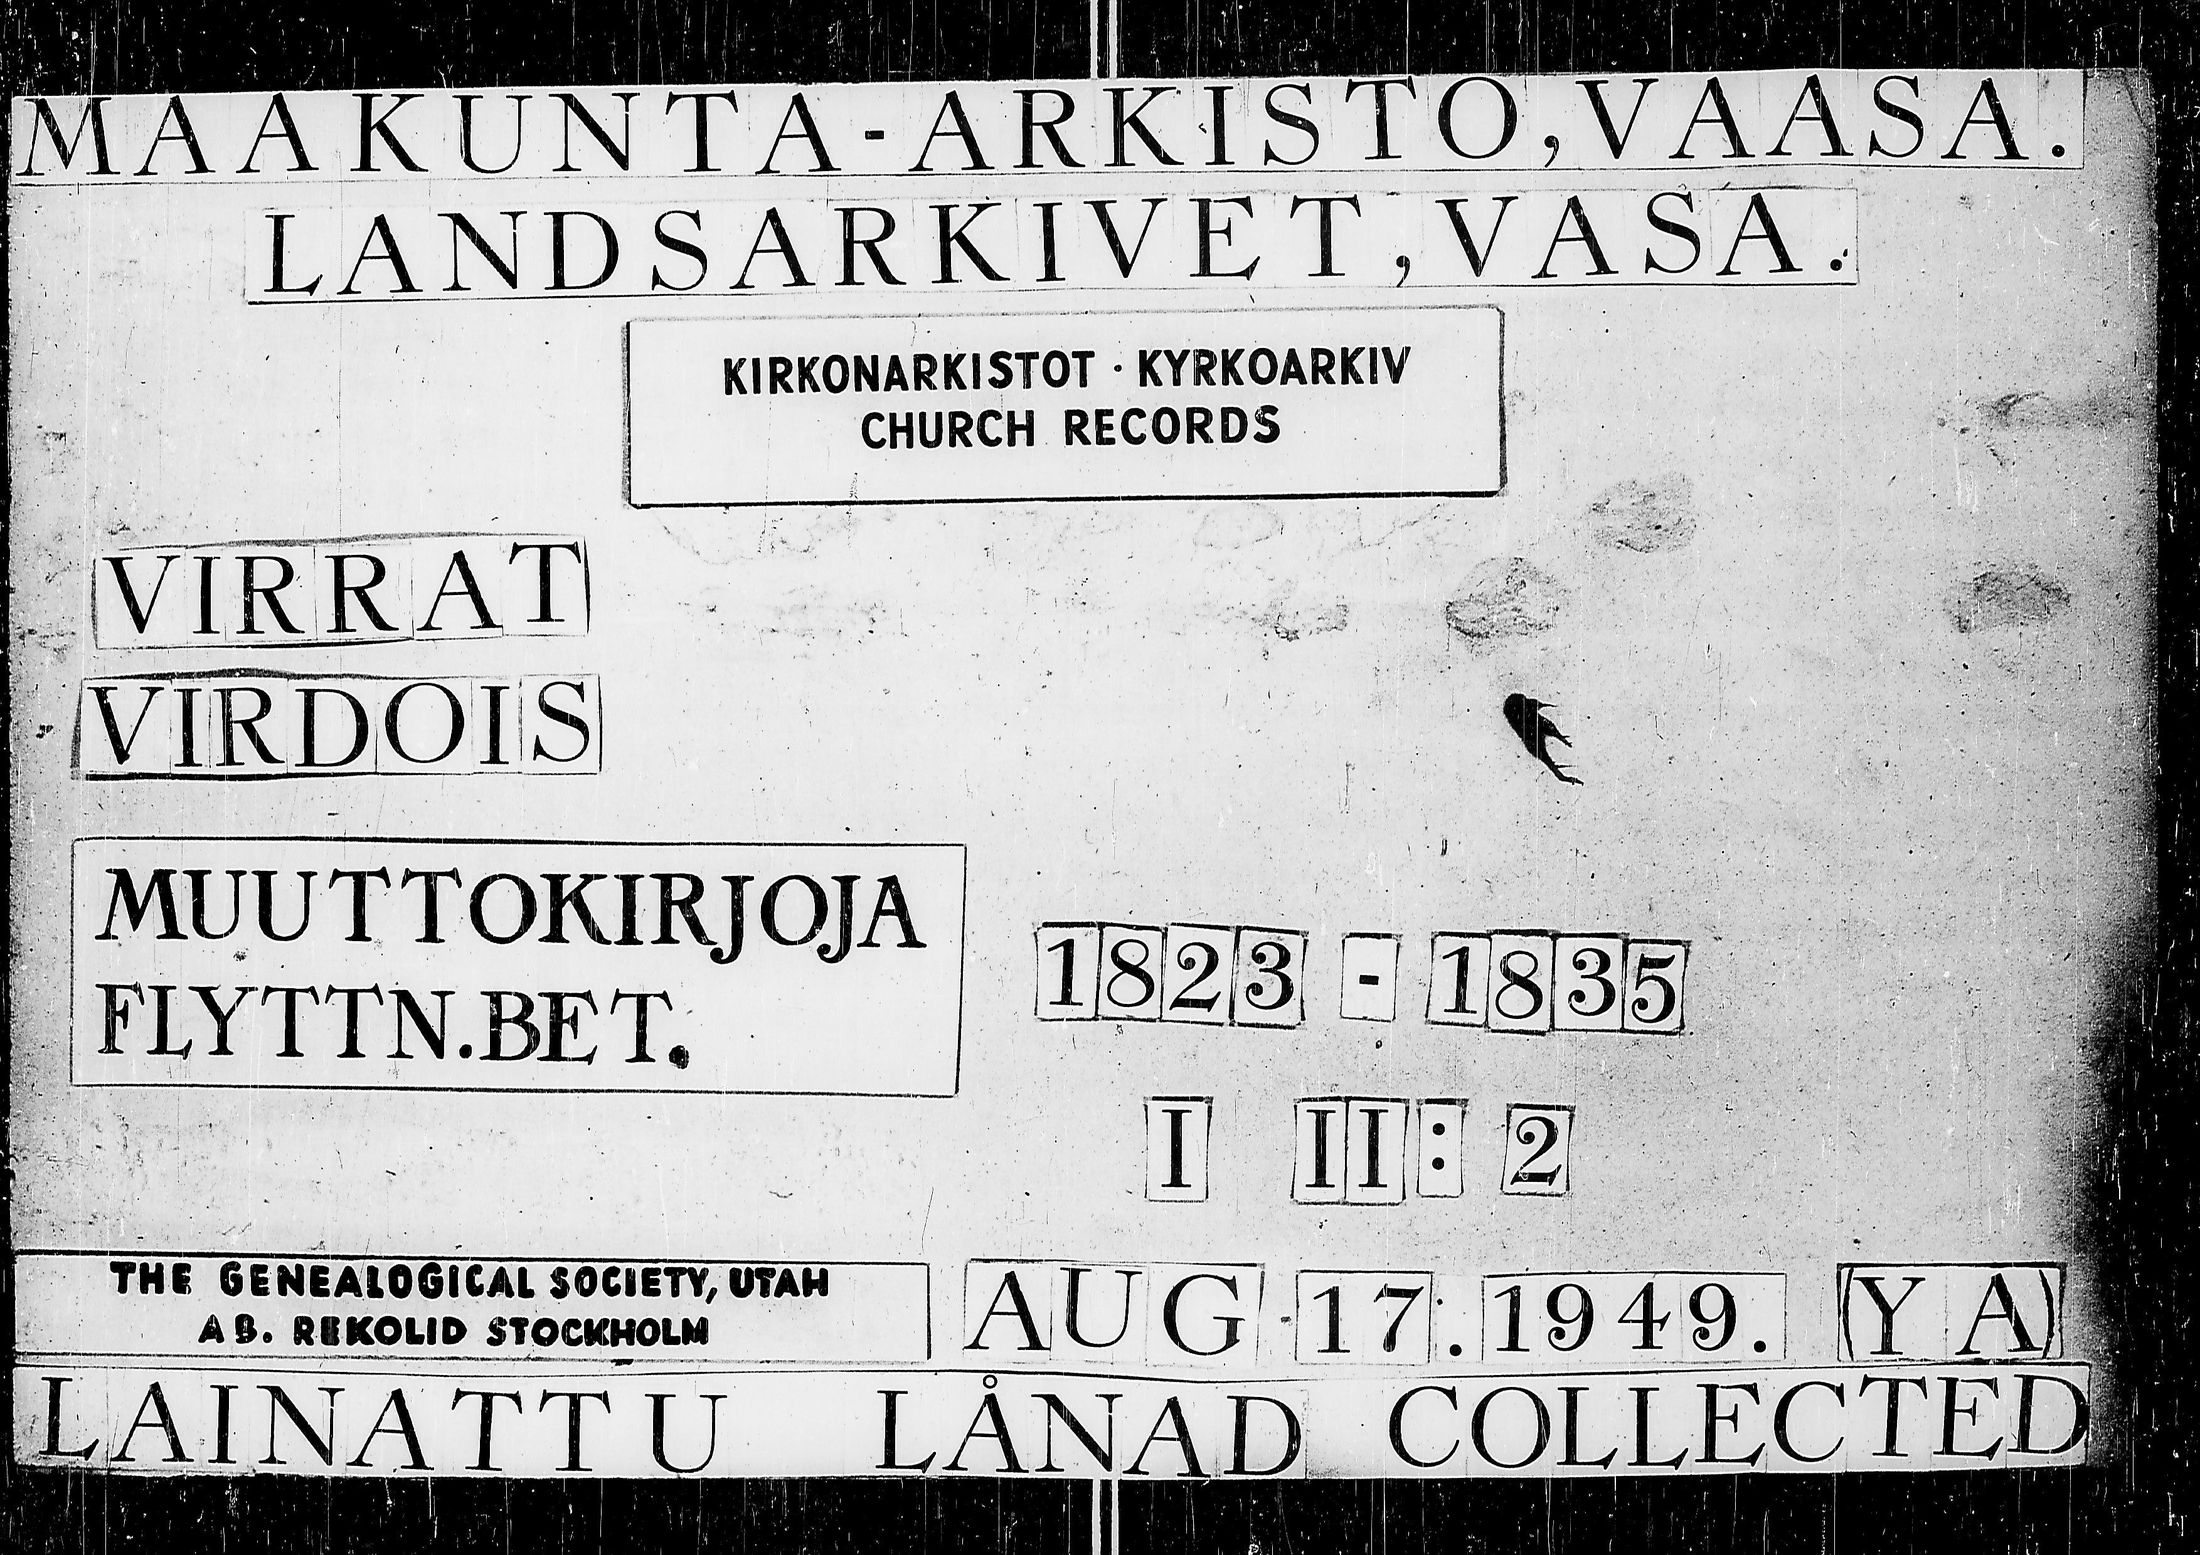 MAAKUNTA-ARKISTO, VAASA.
LANDSARKIVET, VASA.
KIRKONARKISTOT · KYRKOARKIV
CHURCH RECORDS
VIRRAT
VIRDOIS
MUUTTOKIRJOJA
FLYTTN.BET.
1823 - 1835
I II: 2
THE GENEALOGICAL SOCIETY, UTAH
AB. REKOLID STOCKHOLM
AUG. 17. 1949. (YA)
LAINATTU LÅNAD COLLECTED